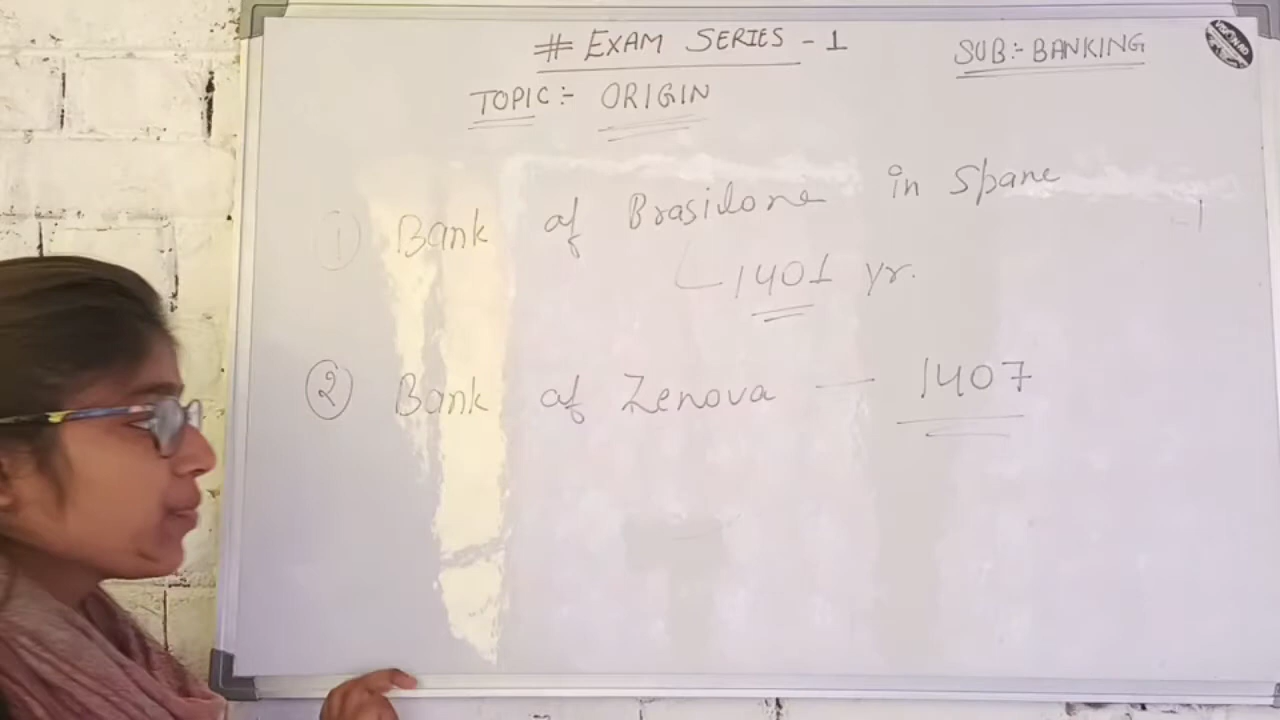 # EXAM SERIES - 1
SUB:- BANKING
TOPIC:- ORIGIN
① Bank of Brasilone in Spane
1401 yr.
② Bank of Zenova — 1407